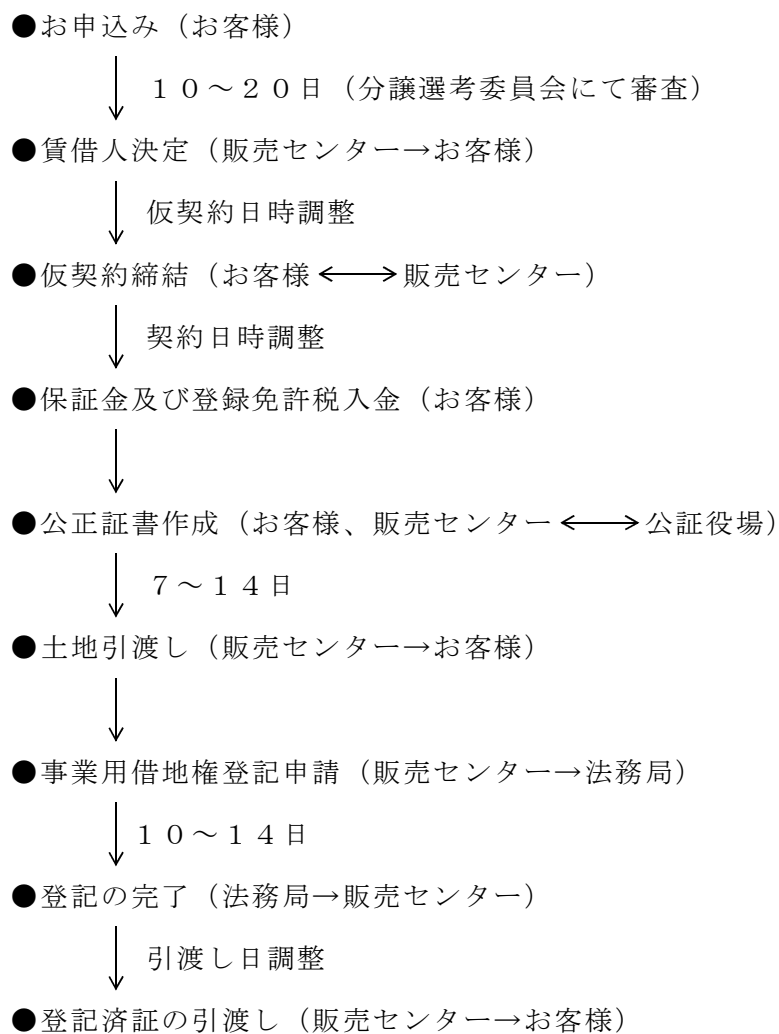 ●お申込み（お客様）
１０～２０日（分譲選考委員会にて審査）
●賃借人決定（販売センター→お客様）
仮契約日時調整
●仮契約締結（お客様⟷販売センター）
契約日時調整
●保証金及び登録免許税入金（お客様）
●公正証書作成（お客様、販売センター⟷公証役場）
７～１４日
●土地引渡し（販売センター→お客様）
●事業用借地権登記申請（販売センター→法務局）
１０～１４日
●登記の完了（法務局→販売センター）
引渡し日調整
●登記済証の引渡し（販売センター→お客様）